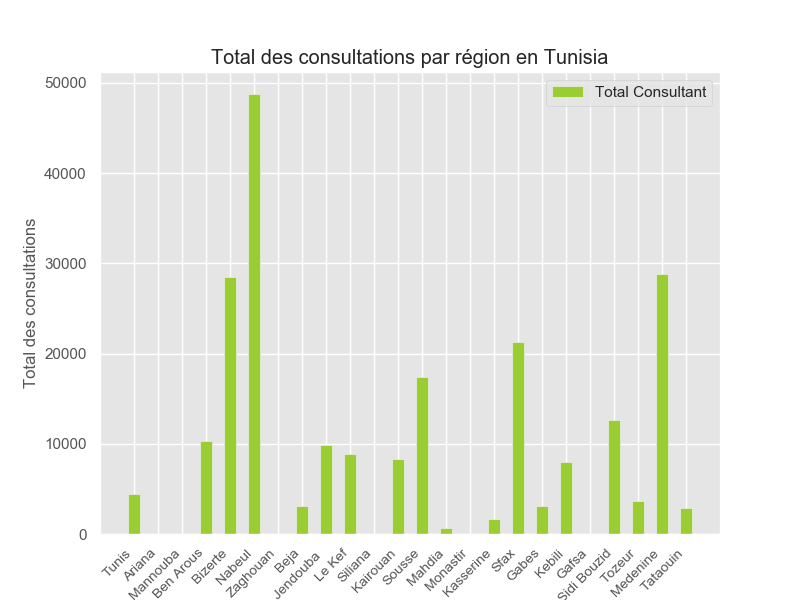 Total des consultations par région en Tunisia
Total Consultant
Total des consultations
50000
40000
30000
20000
10000
0
Tunis
Ariana
Mannouba
Ben Arous
Bizerte
Nabeul
Zaghouan
Beja
Jendouba
Le Kef
Siliana
Kairouan
Sousse
Mahdia
Monastir
Kasserine
Sfax
Gabes
Kebili
Gafsa
Sidi Bouzid
Tozeur
Medenine
Tataouin